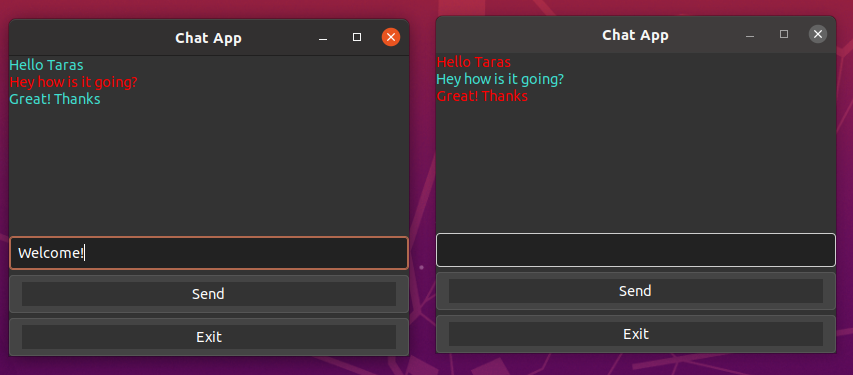 Chat App
Hello Taras
Hey how is it going?
Great! Thanks
Welcome!
Send
Exit
Chat App
Hello Taras
Hey how is it going?
Great! Thanks
Send
Exit